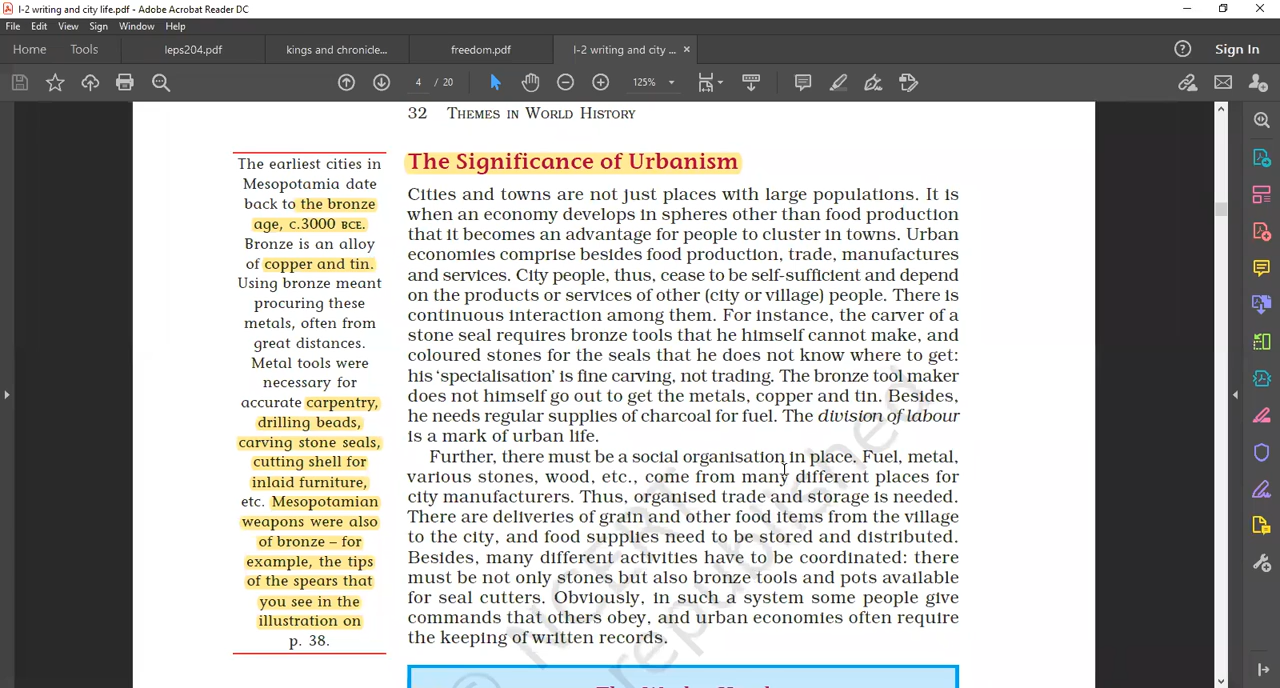 I-2 writing and city life.pdf - Adobe Acrobat Reader DC
File Edit View Sign Window Help
Home Tools leps204.pdf kings and chronicle... freedom.pdf I-2 writing and city ... × Sign In
4 / 20 125%
32 THEMES IN WORLD HISTORY
The earliest cities in
Mesopotamia date
back to the bronze
age, c.3000 BCE.
Bronze is an alloy
of copper and tin.
Using bronze meant
procuring these
metals, often from
great distances.
Metal tools were
necessary for
accurate carpentry,
drilling beads,
carving stone seals,
cutting shell for
inlaid furniture,
etc. Mesopotamian
weapons were also
of bronze – for
example, the tips
of the spears that
you see in the
illustration on
p. 38.
The Significance of Urbanism
Cities and towns are not just places with large populations. It is
when an economy develops in spheres other than food production
that it becomes an advantage for people to cluster in towns. Urban
economies comprise besides food production, trade, manufactures
and services. City people, thus, cease to be self-sufficient and depend
on the products or services of other (city or village) people. There is
continuous interaction among them. For instance, the carver of a
stone seal requires bronze tools that he himself cannot make, and
coloured stones for the seals that he does not know where to get:
his ‘specialisation’ is fine carving, not trading. The bronze tool maker
does not himself go out to get the metals, copper and tin. Besides,
he needs regular supplies of charcoal for fuel. The division of labour
is a mark of urban life.
Further, there must be a social organisation in place. Fuel, metal,
various stones, wood, etc., come from many different places for
city manufacturers. Thus, organised trade and storage is needed.
There are deliveries of grain and other food items from the village
to the city, and food supplies need to be stored and distributed.
Besides, many different activities have to be coordinated: there
must be not only stones but also bronze tools and pots available
for seal cutters. Obviously, in such a system some people give
commands that others obey, and urban economies often require
the keeping of written records.
© NCERT
republished